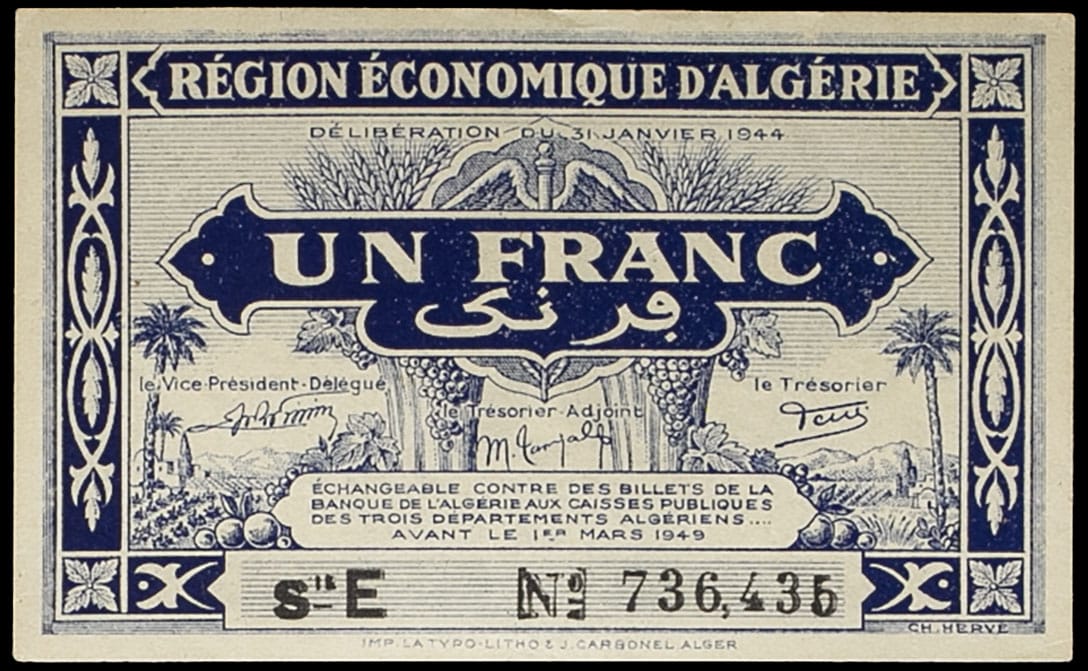 RÉGION ÉCONOMIQUE D'ALGÉRIE
DÉLIBÉRATION DU 31 JANVIER 1944
UN FRANC
فرنك
le Vice-Président-Délégué
le Trésorier-Adjoint
le Trésorier
ÉCHANGEABLE CONTRE DES BILLETS DE LA
BANQUE DE L'ALGÉRIE AUX CAISSES PUBLIQUES
DES TROIS DÉPARTEMENTS ALGÉRIENS....
AVANT LE 1ER MARS 1949
Sie E No 736,435
CH. HERVÉ
IMP. LA TYPO-LITHO & J. CARBONEL ALGER